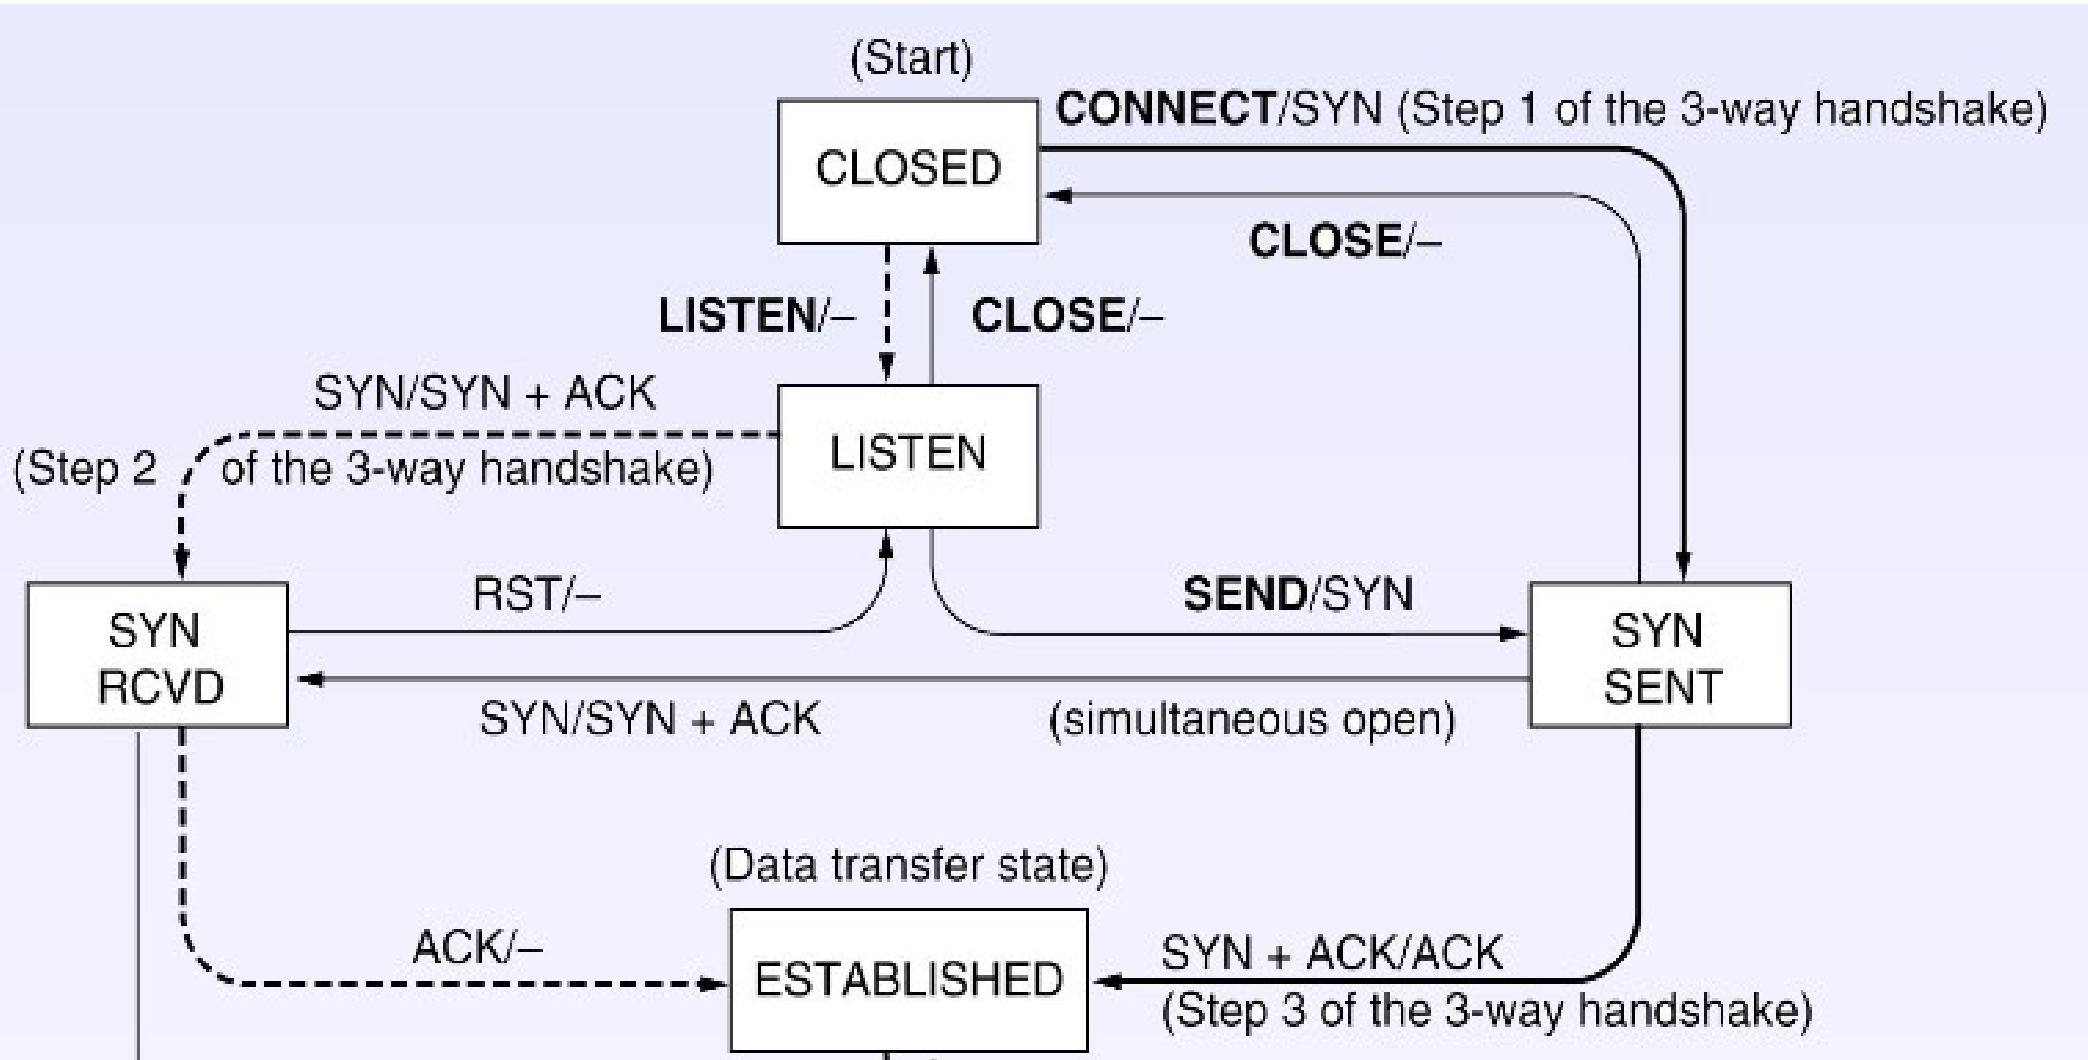 (Start)
CONNECT/SYN (Step 1 of the 3-way handshake)
CLOSED
CLOSE/–
LISTEN/–
CLOSE/–
SYN/SYN + ACK
(Step 2 of the 3-way handshake)
LISTEN
RST/–
SEND/SYN
SYN
RCVD
SYN
SENT
SYN/SYN + ACK
(simultaneous open)
(Data transfer state)
ACK/–
ESTABLISHED
SYN + ACK/ACK
(Step 3 of the 3-way handshake)